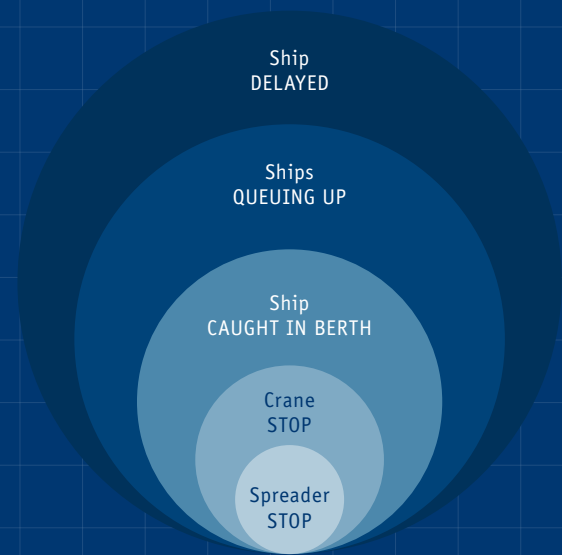 Ship
DELAYED
Ships
QUEUING UP
Ship
CAUGHT IN BERTH
Crane
STOP
Spreader
STOP